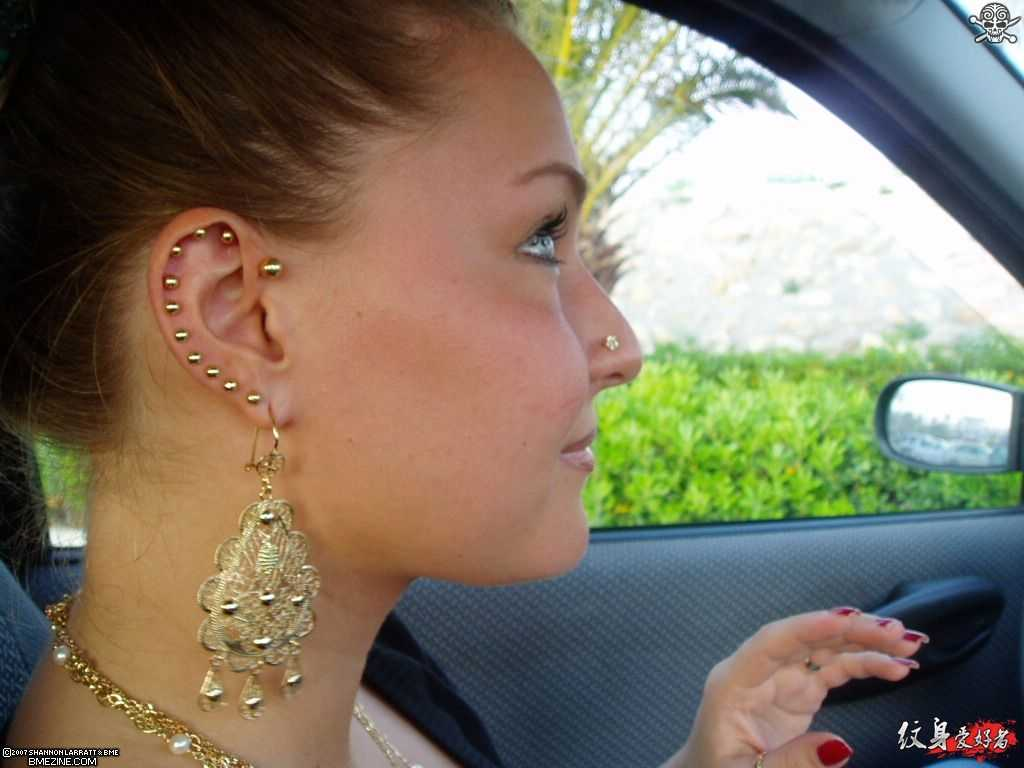 ©2007 SHANNON LARRATT & BME
BMEZINE.COM
纹身爱好者